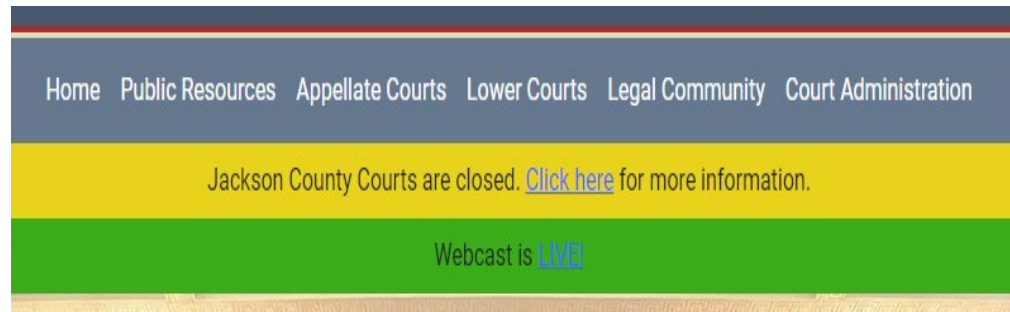 Home Public Resources Appellate Courts Lower Courts Legal Community Court Administration
Jackson County Courts are closed. Click here for more information.
Webcast is LIVE!